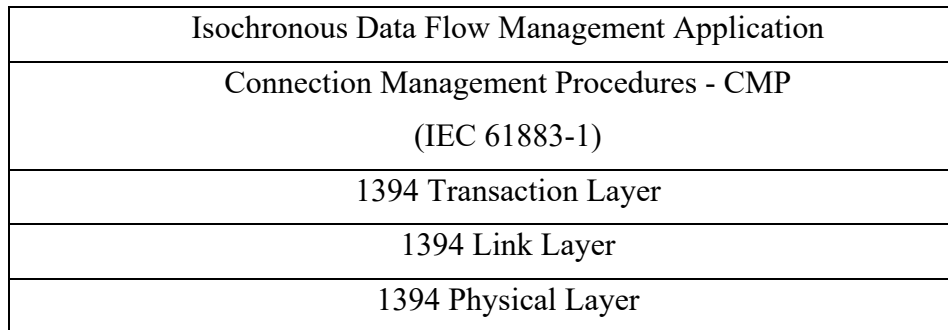 Isochronous Data Flow Management Application
Connection Management Procedures - CMP
(IEC 61883-1)
1394 Transaction Layer
1394 Link Layer
1394 Physical Layer